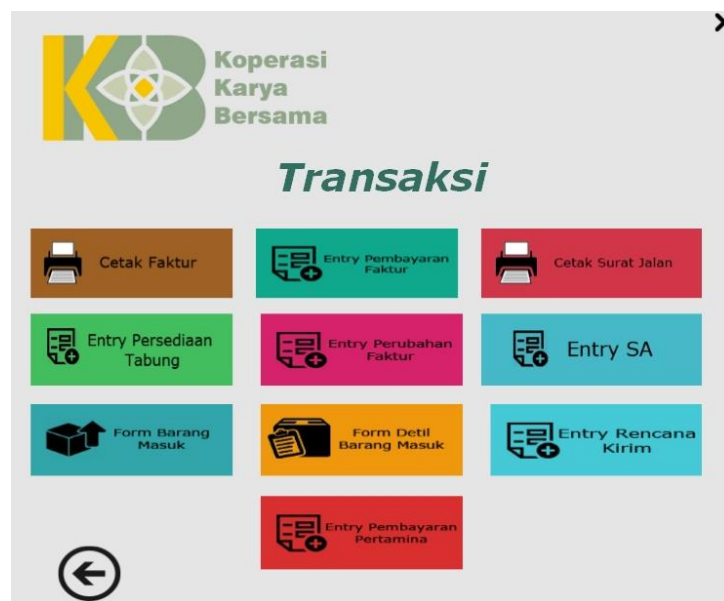 KB
Koperasi
Karya
Bersama
Transaksi
Cetak Faktur
Entry Pembayaran
Faktur
Cetak Surat Jalan
Entry Persediaan
Tabung
Entry Perubahan
Faktur
Entry SA
Form Barang
Masuk
Form Detil
Barang Masuk
Entry Rencana
Kirim
Entry Pembayaran
Pertamina